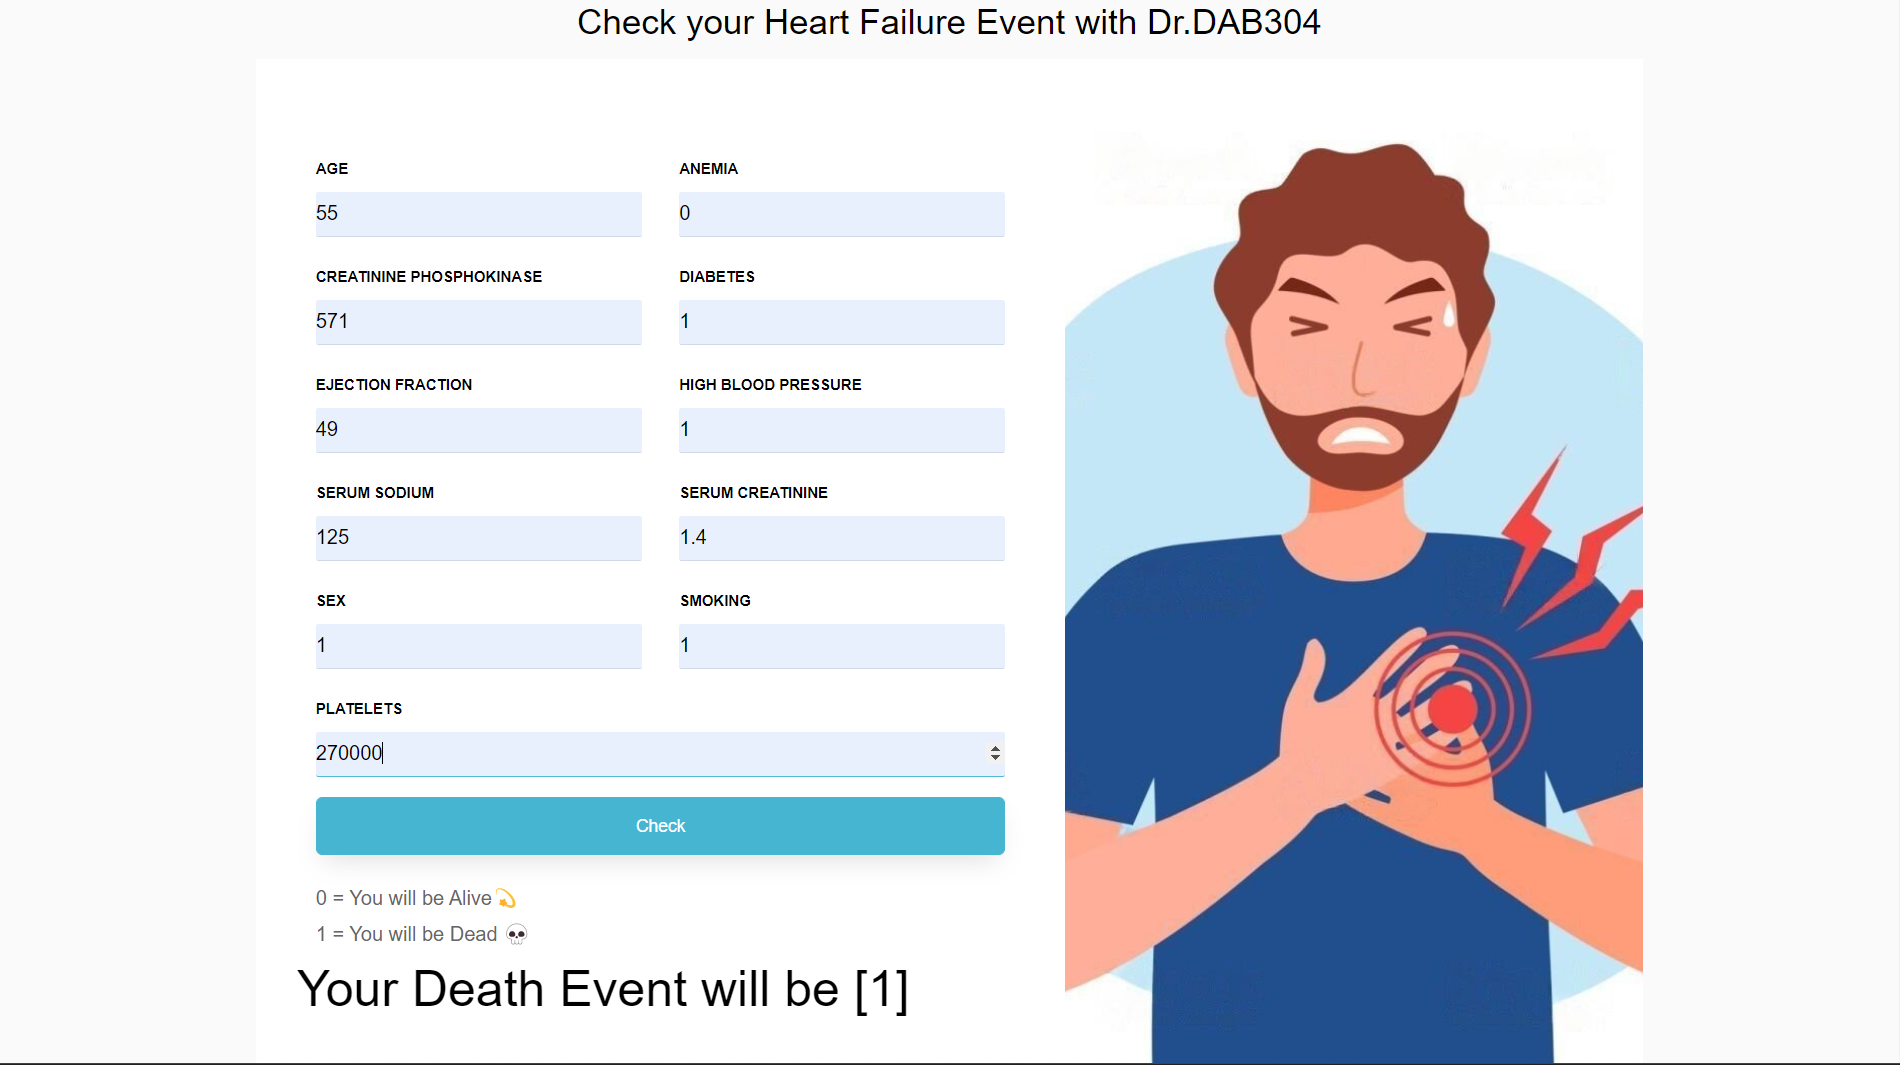 Check your Heart Failure Event with Dr.DAB304
AGE
ANEMIA
55
0
CREATININE PHOSPHOKINASE
DIABETES
571
1
EJECTION FRACTION
HIGH BLOOD PRESSURE
49
1
SERUM SODIUM
SERUM CREATININE
125
1.4
SEX
SMOKING
1
1
PLATELETS
270000
Check
0 = You will be Alive 💫
1 = You will be Dead 💀
Your Death Event will be [1]